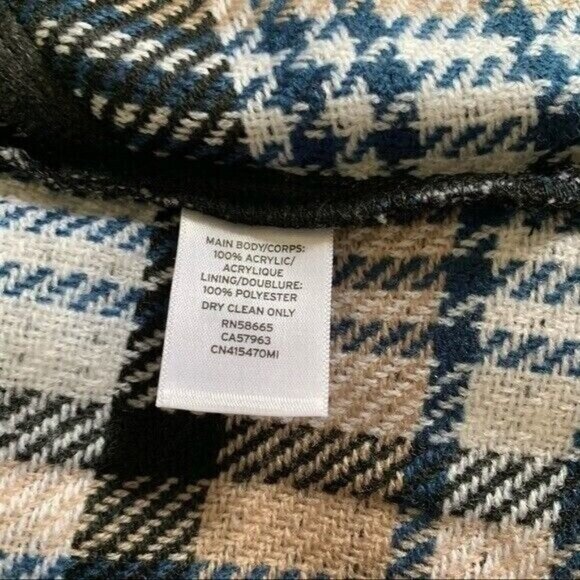 MAIN BODY/CORPS:
100% ACRYLIC/
ACRYLIQUE
LINING/DOUBLURE:
100% POLYESTER
DRY CLEAN ONLY
RN58665
CA57963
CN415470MI